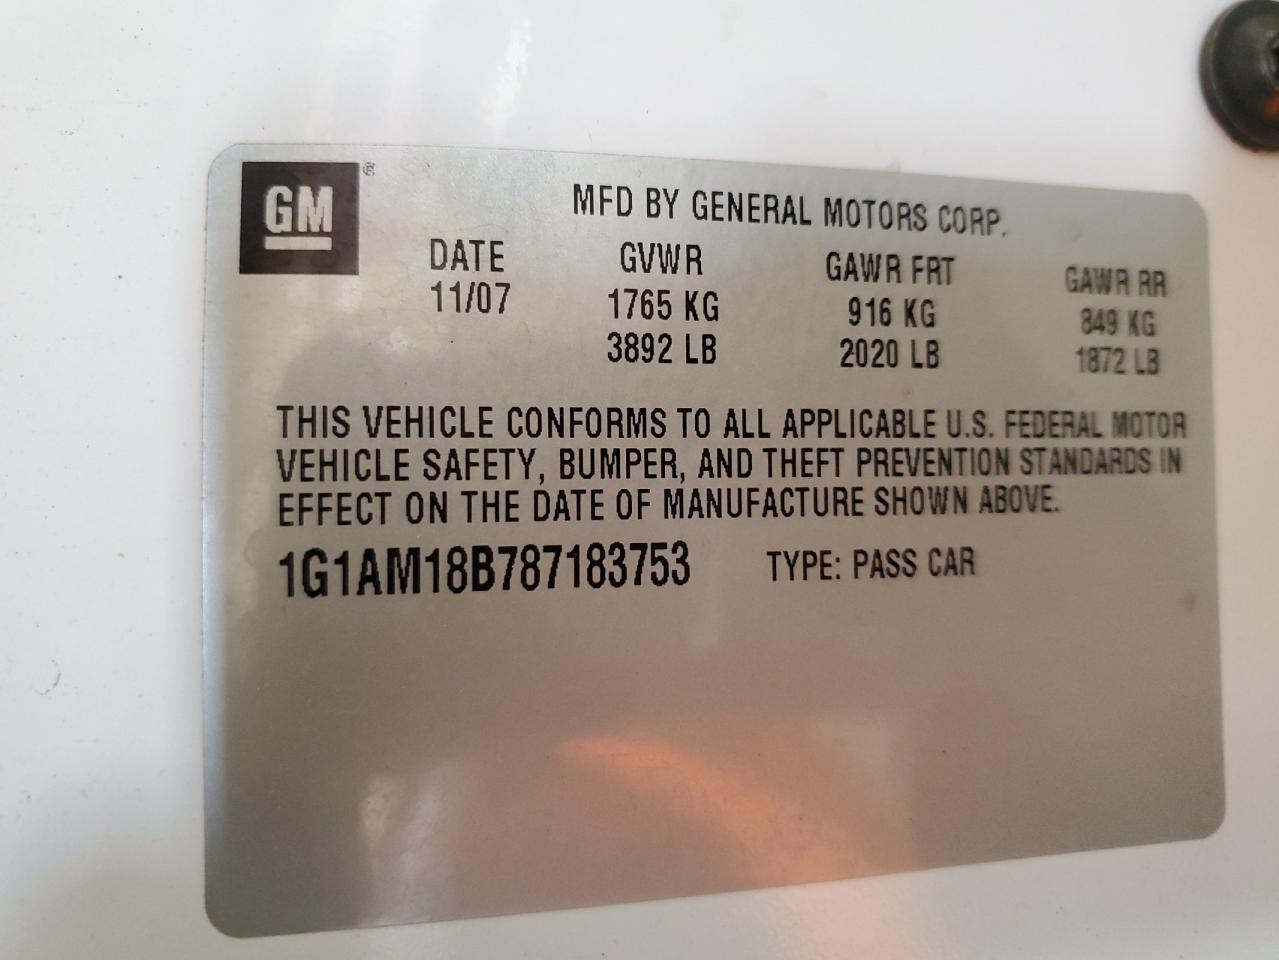 GM®
MFD BY GENERAL MOTORS CORP.
DATE GVWR GAWR FRT GAWR RR
11/07 1765 KG 916 KG 849 KG
3892 LB 2020 LB 1872 LB
THIS VEHICLE CONFORMS TO ALL APPLICABLE U.S. FEDERAL MOTOR
VEHICLE SAFETY, BUMPER, AND THEFT PREVENTION STANDARDS IN
EFFECT ON THE DATE OF MANUFACTURE SHOWN ABOVE.
1G1AM18B787183753 TYPE: PASS CAR